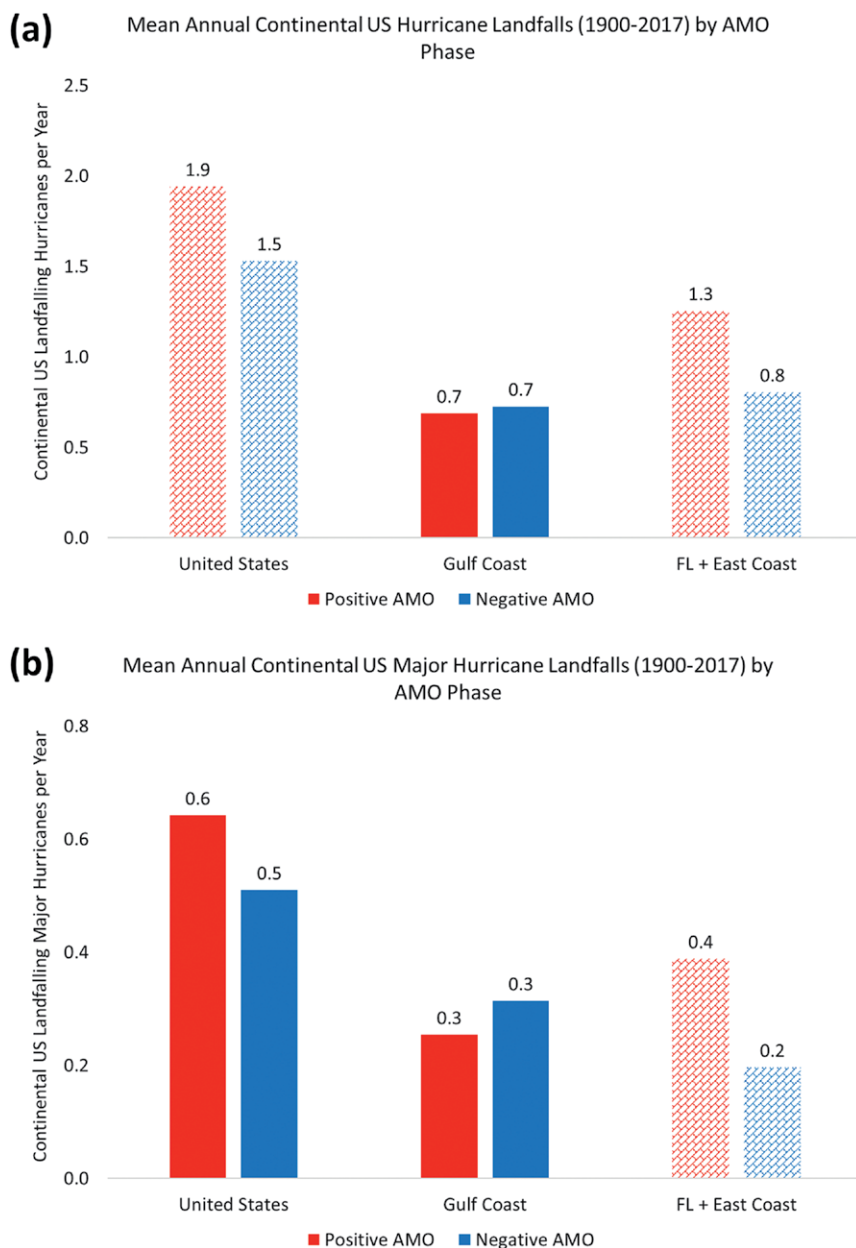 (a)
Mean Annual Continental US Hurricane Landfalls (1900-2017) by AMO
Phase
Continental US Landfalling Hurricanes per Year
2.5
2.0
1.5
1.0
0.5
0.0
1.9
1.5
0.7
0.7
1.3
0.8
United States
Gulf Coast
FL + East Coast
Positive AMO
Negative AMO
(b)
Mean Annual Continental US Major Hurricane Landfalls (1900-2017) by
AMO Phase
Continental US Landfalling Major Hurricanes per Year
0.8
0.6
0.4
0.2
0.0
0.6
0.5
0.3
0.3
0.4
0.2
United States
Gulf Coast
FL + East Coast
Positive AMO
Negative AMO